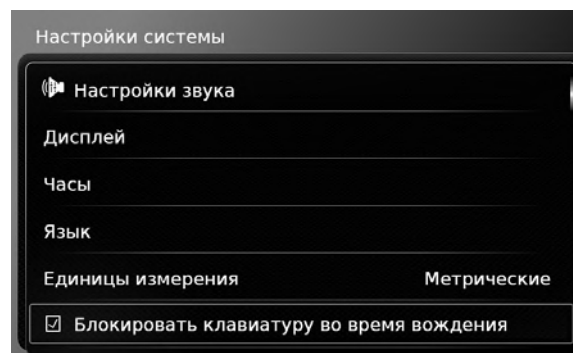 Настройки системы
Настройки звука
Дисплей
Часы
Язык
Единицы измерения Метрические
Блокировать клавиатуру во время вождения